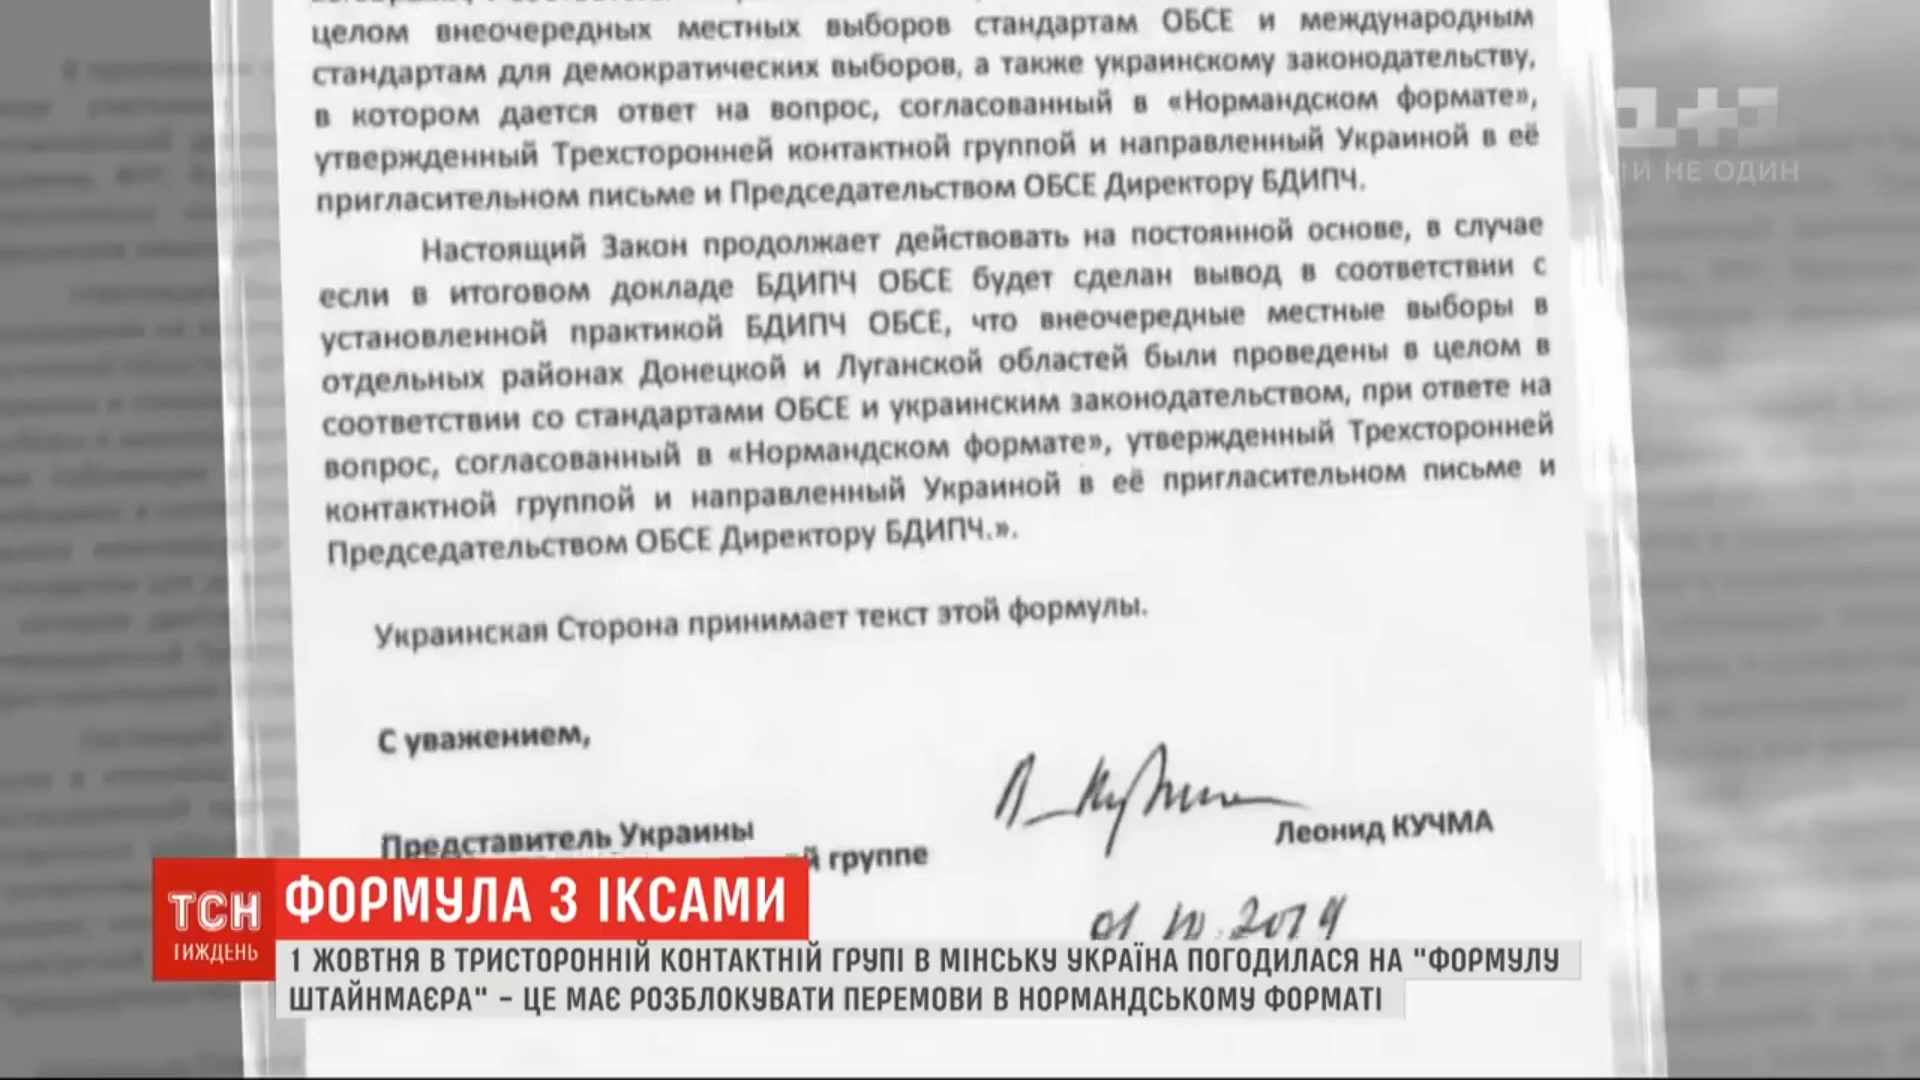 целом внеочередных местных выборов стандартам ОБСЕ и международным
стандартам для демократических выборов, а также украинскому законодательству,
в котором дается ответ на вопрос, согласованный в «Нормандском формате»,
утвержденный Трехсторонней контактной группой и направленный Украиной в её
пригласительном письме и Председательством ОБСЕ Директору БДИПЧ.
Настоящий Закон продолжает действовать на постоянной основе, в случае
если в итоговом докладе БДИПЧ ОБСЕ будет сделан вывод в соответствии с
установленной практикой БДИПЧ ОБСЕ, что внеочередные местные выборы в
отдельных районах Донецкой и Луганской областей были проведены в целом в
соответствии со стандартами ОБСЕ и украинским законодательством, при ответе на
вопрос, согласованный в «Нормандском формате», утвержденный Трехсторонней
контактной группой и направленный Украиной в её пригласительном письме и
Председательством ОБСЕ Директору БДИПЧ.».
Украинская Сторона принимает текст этой формулы.
С уважением,
Представитель Украины
й группе
Леонид КУЧМА
01.10.2019
1+1
ТИ НЕ ОДИН
ТСН
ТИЖДЕНЬ
ФОРМУЛА З ІКСАМИ
1 ЖОВТНЯ В ТРИСТОРОННІЙ КОНТАКТНІЙ ГРУПІ В МІНСЬКУ УКРАЇНА ПОГОДИЛАСЯ НА "ФОРМУЛУ
ШТАЙНМАЄРА" – ЦЕ МАЄ РОЗБЛОКУВАТИ ПЕРЕМОВИ В НОРМАНДСЬКОМУ ФОРМАТІ